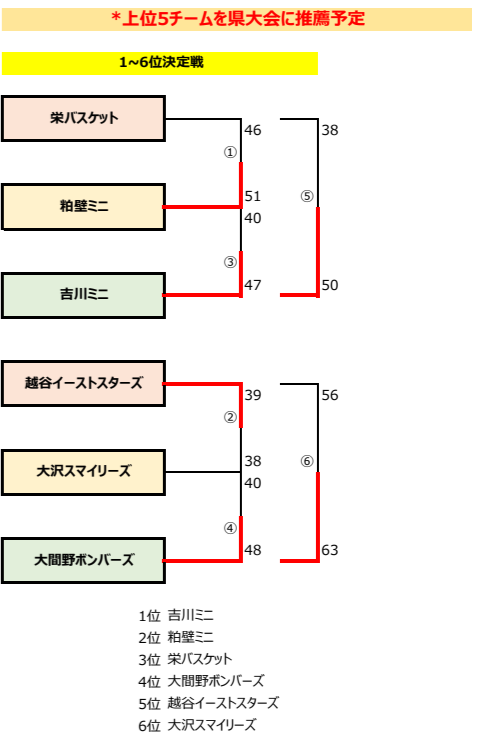 *上位5チームを県大会に推薦予定
1~6位決定戦
栄バスケット
46
38
①
粕壁ミニ
51
⑤
40
③
吉川ミニ
47
50
越谷イーストスターズ
39
56
②
大沢スマイリーズ
38
⑥
40
④
大間野ボンバーズ
48
63
1位 吉川ミニ
2位 粕壁ミニ
3位 栄バスケット
4位 大間野ボンバーズ
5位 越谷イーストスターズ
6位 大沢スマイリーズ